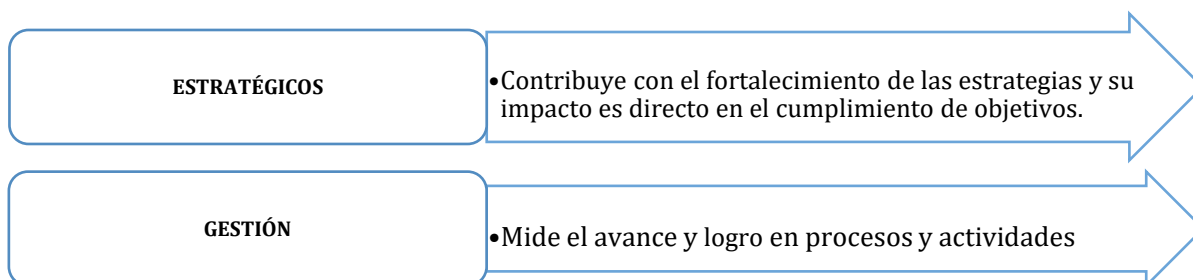 ESTRATÉGICOS
•Contribuye con el fortalecimiento de las estrategias y su
impacto es directo en el cumplimiento de objetivos.
GESTIÓN
•Mide el avance y logro en procesos y actividades